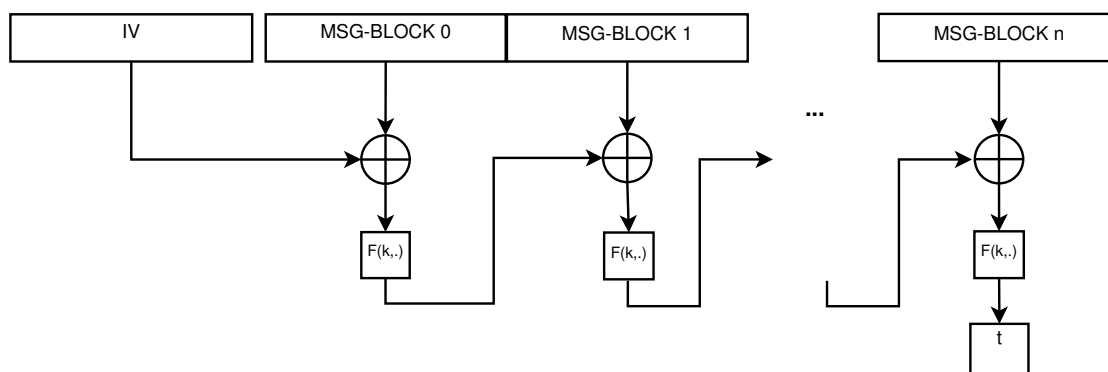 IV
MSG-BLOCK 0
MSG-BLOCK 1
MSG-BLOCK n
...
F(k,.)
F(k,.)
F(k,.)
t